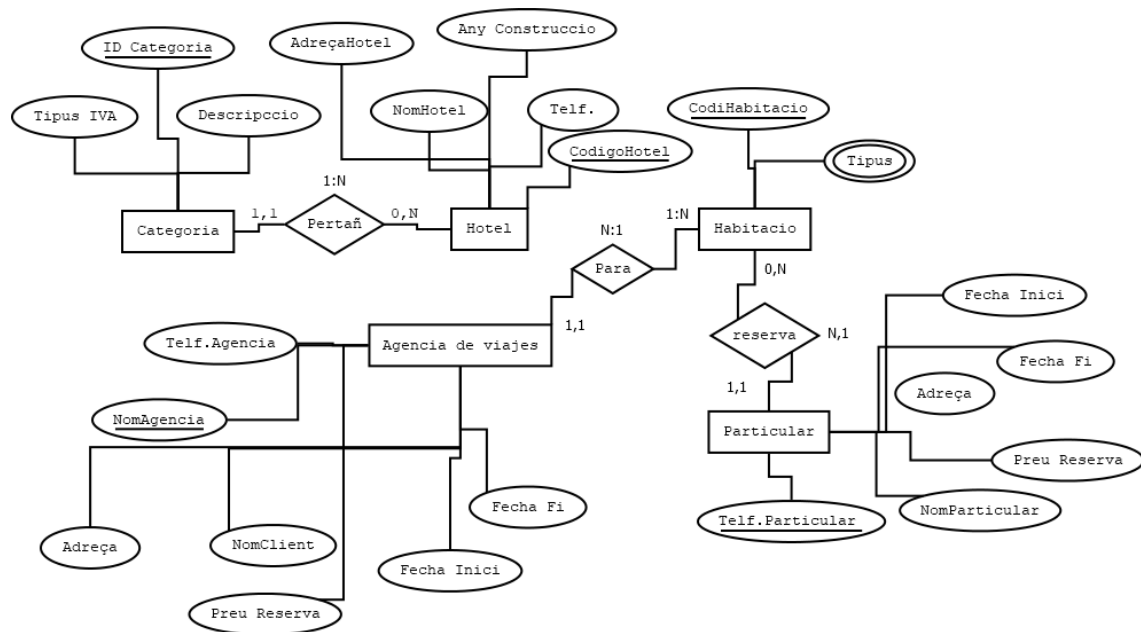 Any Construccio
ID Categoria
AdreçaHotel
Tipus IVA
Descripccio
NomHotel
Telf.
CodiHabitacio
CodigoHotel
Tipus
1:N
Categoria
1,1
Pertañ
0,N
Hotel
1:N
Habitacio
N:1
Para
0,N
Fecha Inici
1,1
reserva
N,1
Telf.Agencia
Agencia de viajes
Fecha Fi
1,1
Adreça
NomAgencia
Particular
Preu Reserva
Fecha Fi
Telf.Particular
NomParticular
Adreça
NomClient
Fecha Inici
Preu Reserva